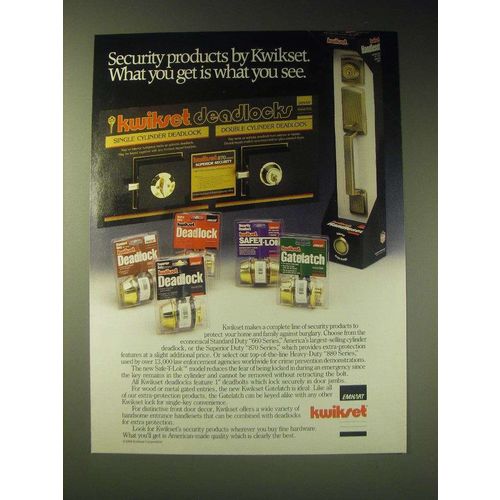 Security products by Kwikset.
What you get is what you see.
kwikset deadlocks
SINGLE CYLINDER DEADLOCK
DOUBLE CYLINDER DEADLOCK
SUPERIOR SECURITY
kwikset
Handleset
Deadlock
Deadlock
Deadlock
Gatelatch
Kwikset makes a complete line of security products to
protect your home and family against burglary. Choose from the
economical Standard Duty "660 Series," America's largest-selling cylinder
deadlock, or the Superior Duty "870 Series," which provides extra-protection
features at a slight additional price. Or select our top-of-the-line Heavy-Duty "880 Series,"
used by over 13,000 law enforcement agencies worldwide for crime prevention demonstrations.
The new Safe-T-Lok™ model reduces the fear of being locked in during an emergency since
the key remains in the cylinder and cannot be removed without retracting the bolt.
All Kwikset deadlocks feature 1" deadbolts which lock securely in door jambs.
For wood or metal gated entries, the new Kwikset Gatelatch is ideal! Like all
of our extra-protection products, the Gatelatch can be keyed alike with any other
Kwikset lock for single-key convenience.
For distinctive front door decor, Kwikset offers a wide variety of
handsome entrance handlesets that can be combined with deadlocks
for extra protection.
Look for Kwikset's security products wherever you buy fine hardware.
What you'll get is American-made quality which is clearly the best.
EMHART
kwikset